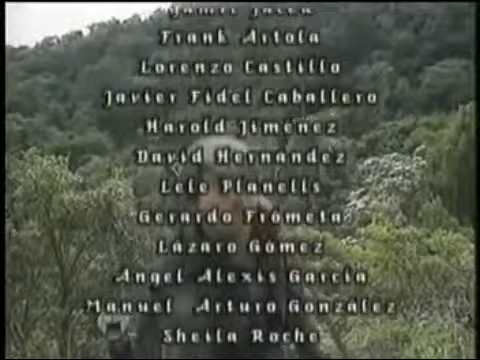 Frank Artola
Lorenzo Castillo
Javier Fidel Caballero
Harold Jiménez
David Hernández
Lele Planells
Gerardo Frómeta
Lázaro Gómez
Angel Alexis García
Manuel Arturo González
Sheila Roche